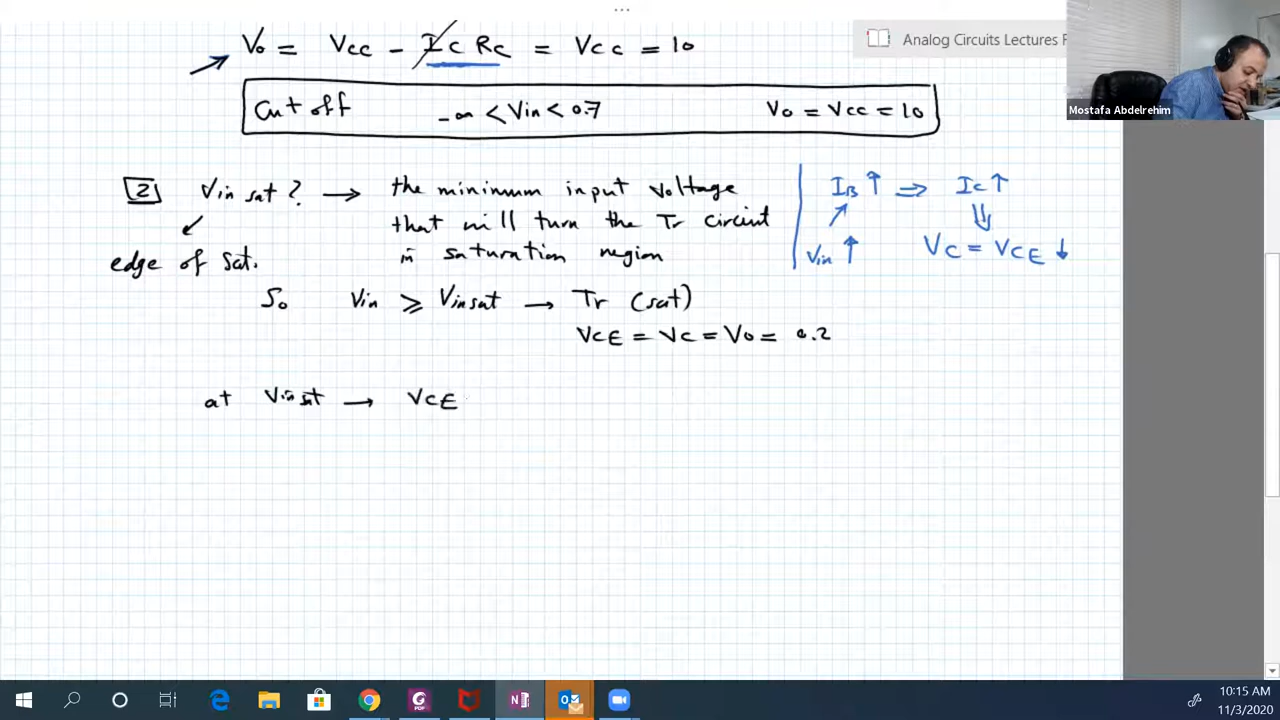 Vo = Vcc - Ic Rc = Vcc = 10
Analog Circuits Lectures F
Mostafa Abdelrehim
Cut off -∞ < Vin < 0.7 Vo = Vcc = 10
2 Vin sat ? → the minimum input voltage
that will turn the Tr circuit
in saturation region
edge of sat.
IB ↑ ⇒ IC ↑
Vin ↑ VC = VCE ↓
So Vin ≥ Vinsat → Tr (sat)
VCE = VC = Vo = 0.2
at Vinsat → VCE
10:15 AM
11/3/2020